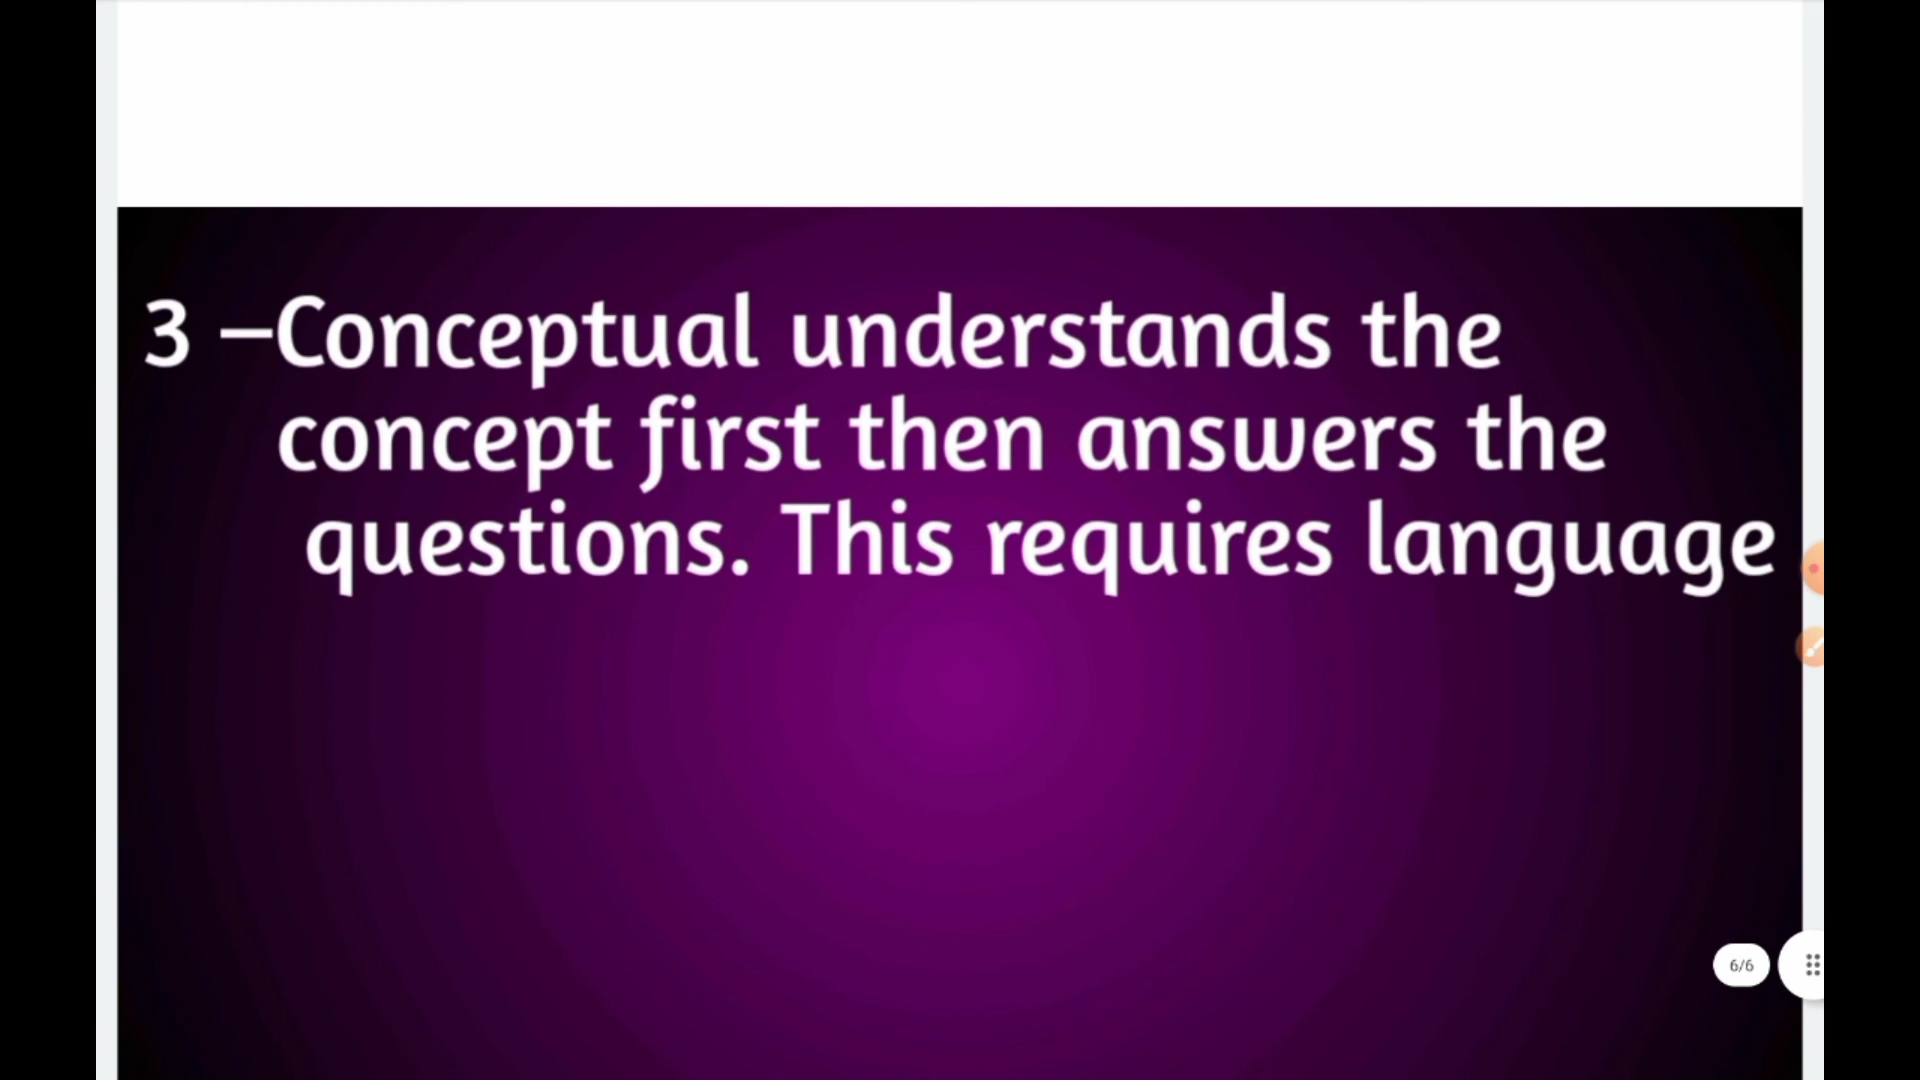 3 –Conceptual understands the
concept first then answers the
questions. This requires language
6/6